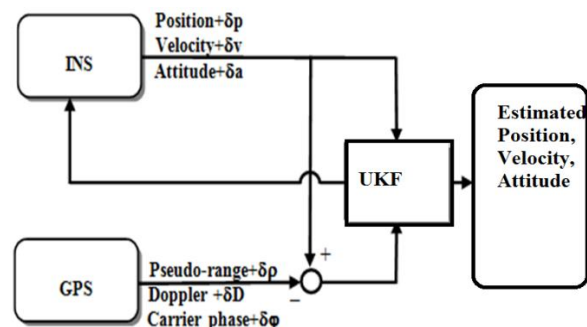 Position+δp
Velocity+δv
Attitude+δa
INS
UKF
Estimated
Position,
Velocity,
Attitude
+
−
Pseudo-range+δρ
Doppler +δD
Carrier phase+δφ
GPS